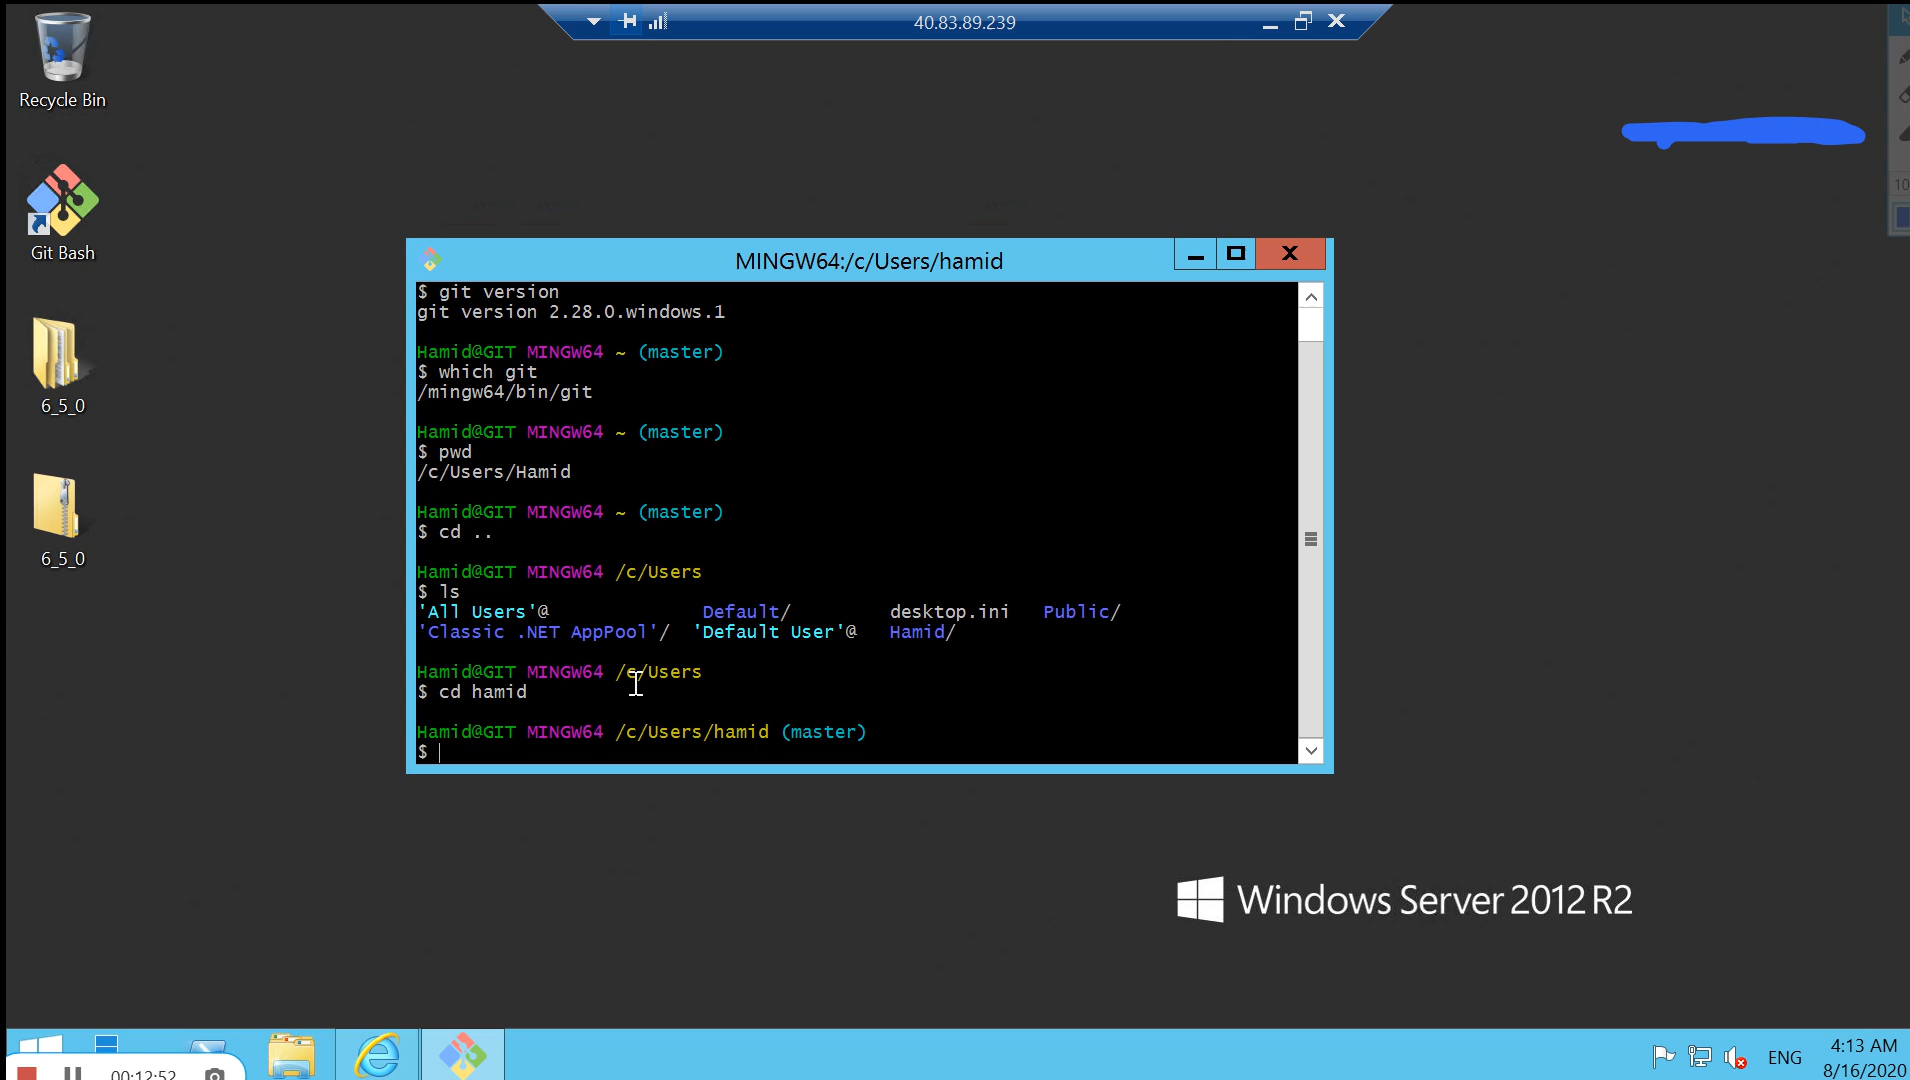 40.83.89.239
Recycle Bin
Git Bash
6_5_0
6_5_0
MINGW64:/c/Users/hamid
$ git version
git version 2.28.0.windows.1
Hamid@GIT MINGW64 ~ (master)
$ which git
/mingw64/bin/git
Hamid@GIT MINGW64 ~ (master)
$ pwd
/c/Users/Hamid
Hamid@GIT MINGW64 ~ (master)
$ cd ..
Hamid@GIT MINGW64 /c/Users
$ ls
'All Users'@ Default/ desktop.ini Public/
'Classic .NET AppPool'/ 'Default User'@ Hamid/
Hamid@GIT MINGW64 /c/Users
$ cd hamid
Hamid@GIT MINGW64 /c/Users/hamid (master)
$
Windows Server 2012 R2
00:12:52
ENG
4:13 AM
8/16/2020